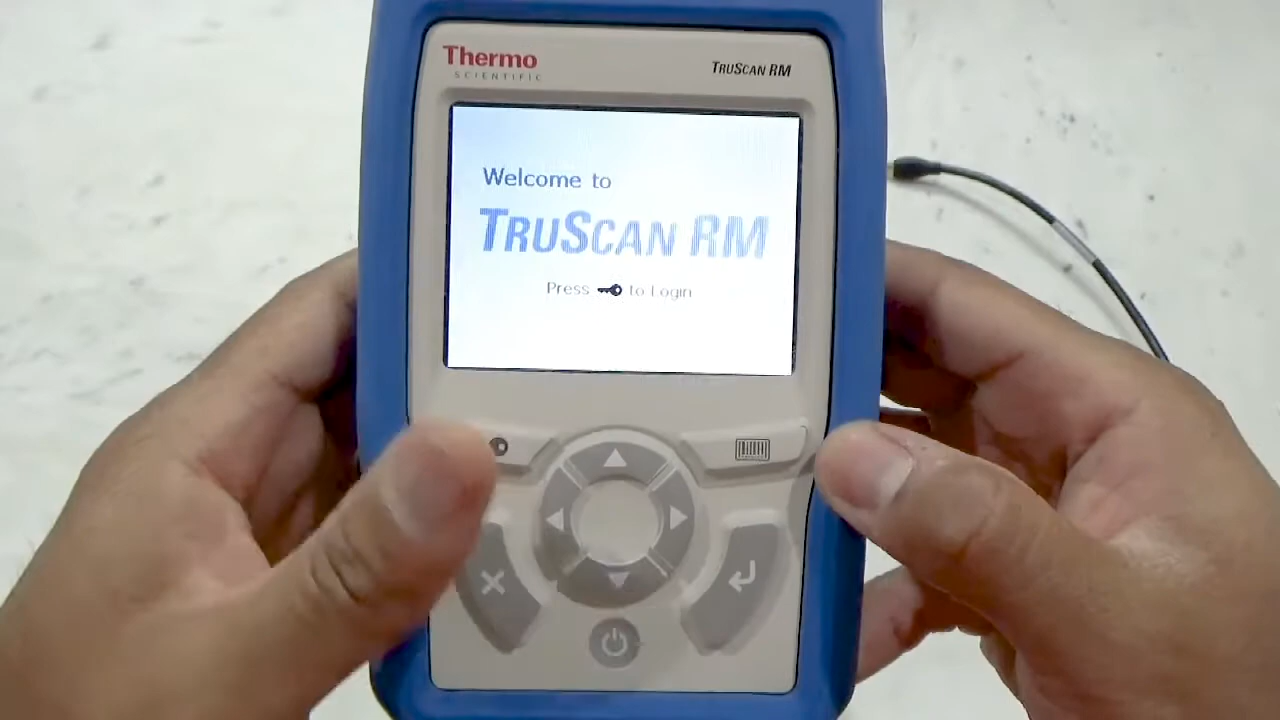 Thermo
SCIENTIFIC
TRUSCAN RM
Welcome to
TRUSCAN RM
Press to Login